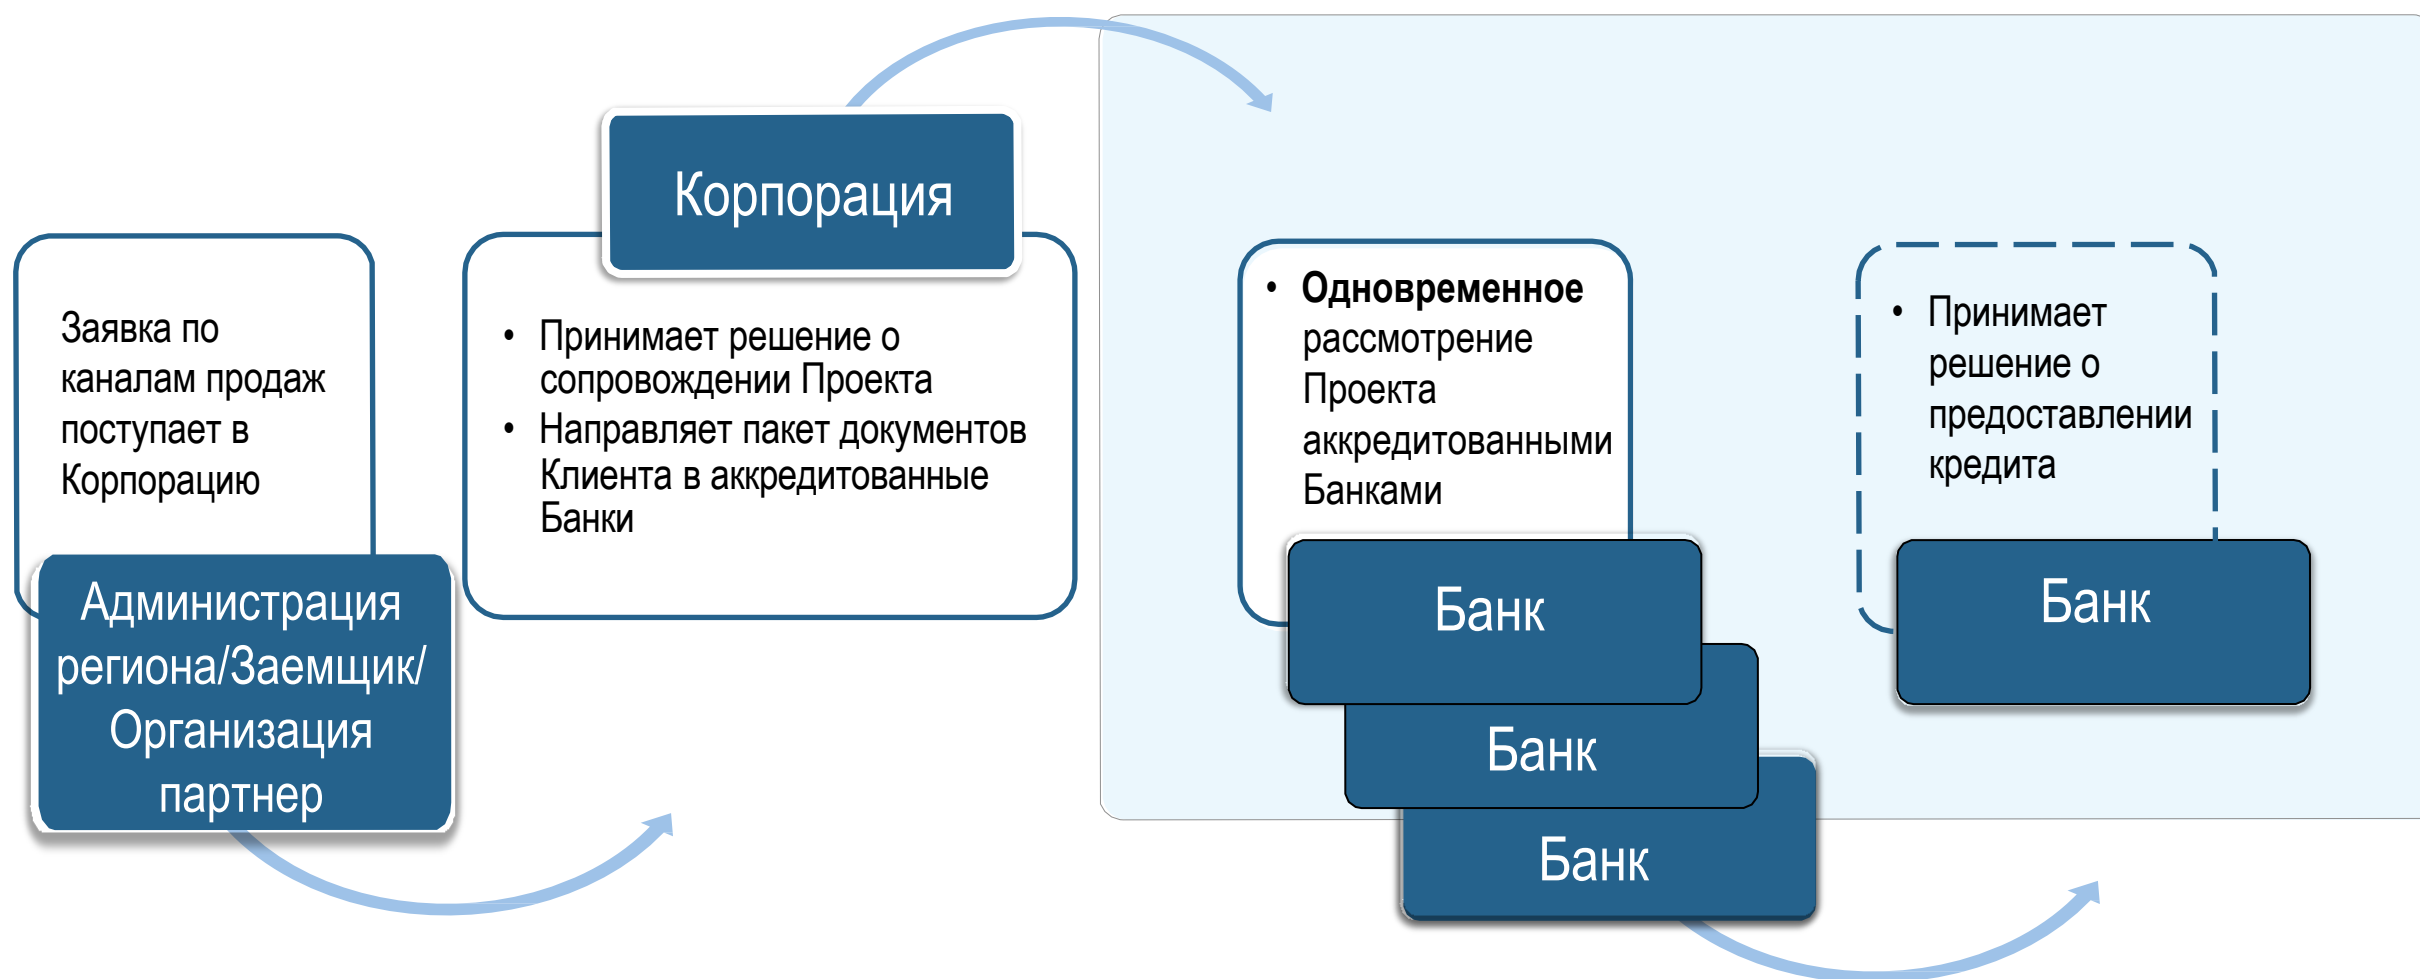 Заявка по
каналам продаж
поступает в
Корпорацию
Администрация
региона/Заемщик/
Организация
партнер
Корпорация
• Принимает решение о
сопровождении Проекта
• Направляет пакет документов
Клиента в аккредитованные
Банки
• Одновременное
рассмотрение
Проекта
аккредитованными
Банками
Банк
Банк
Банк
• Принимает
решение о
предоставлении
кредита
Банк